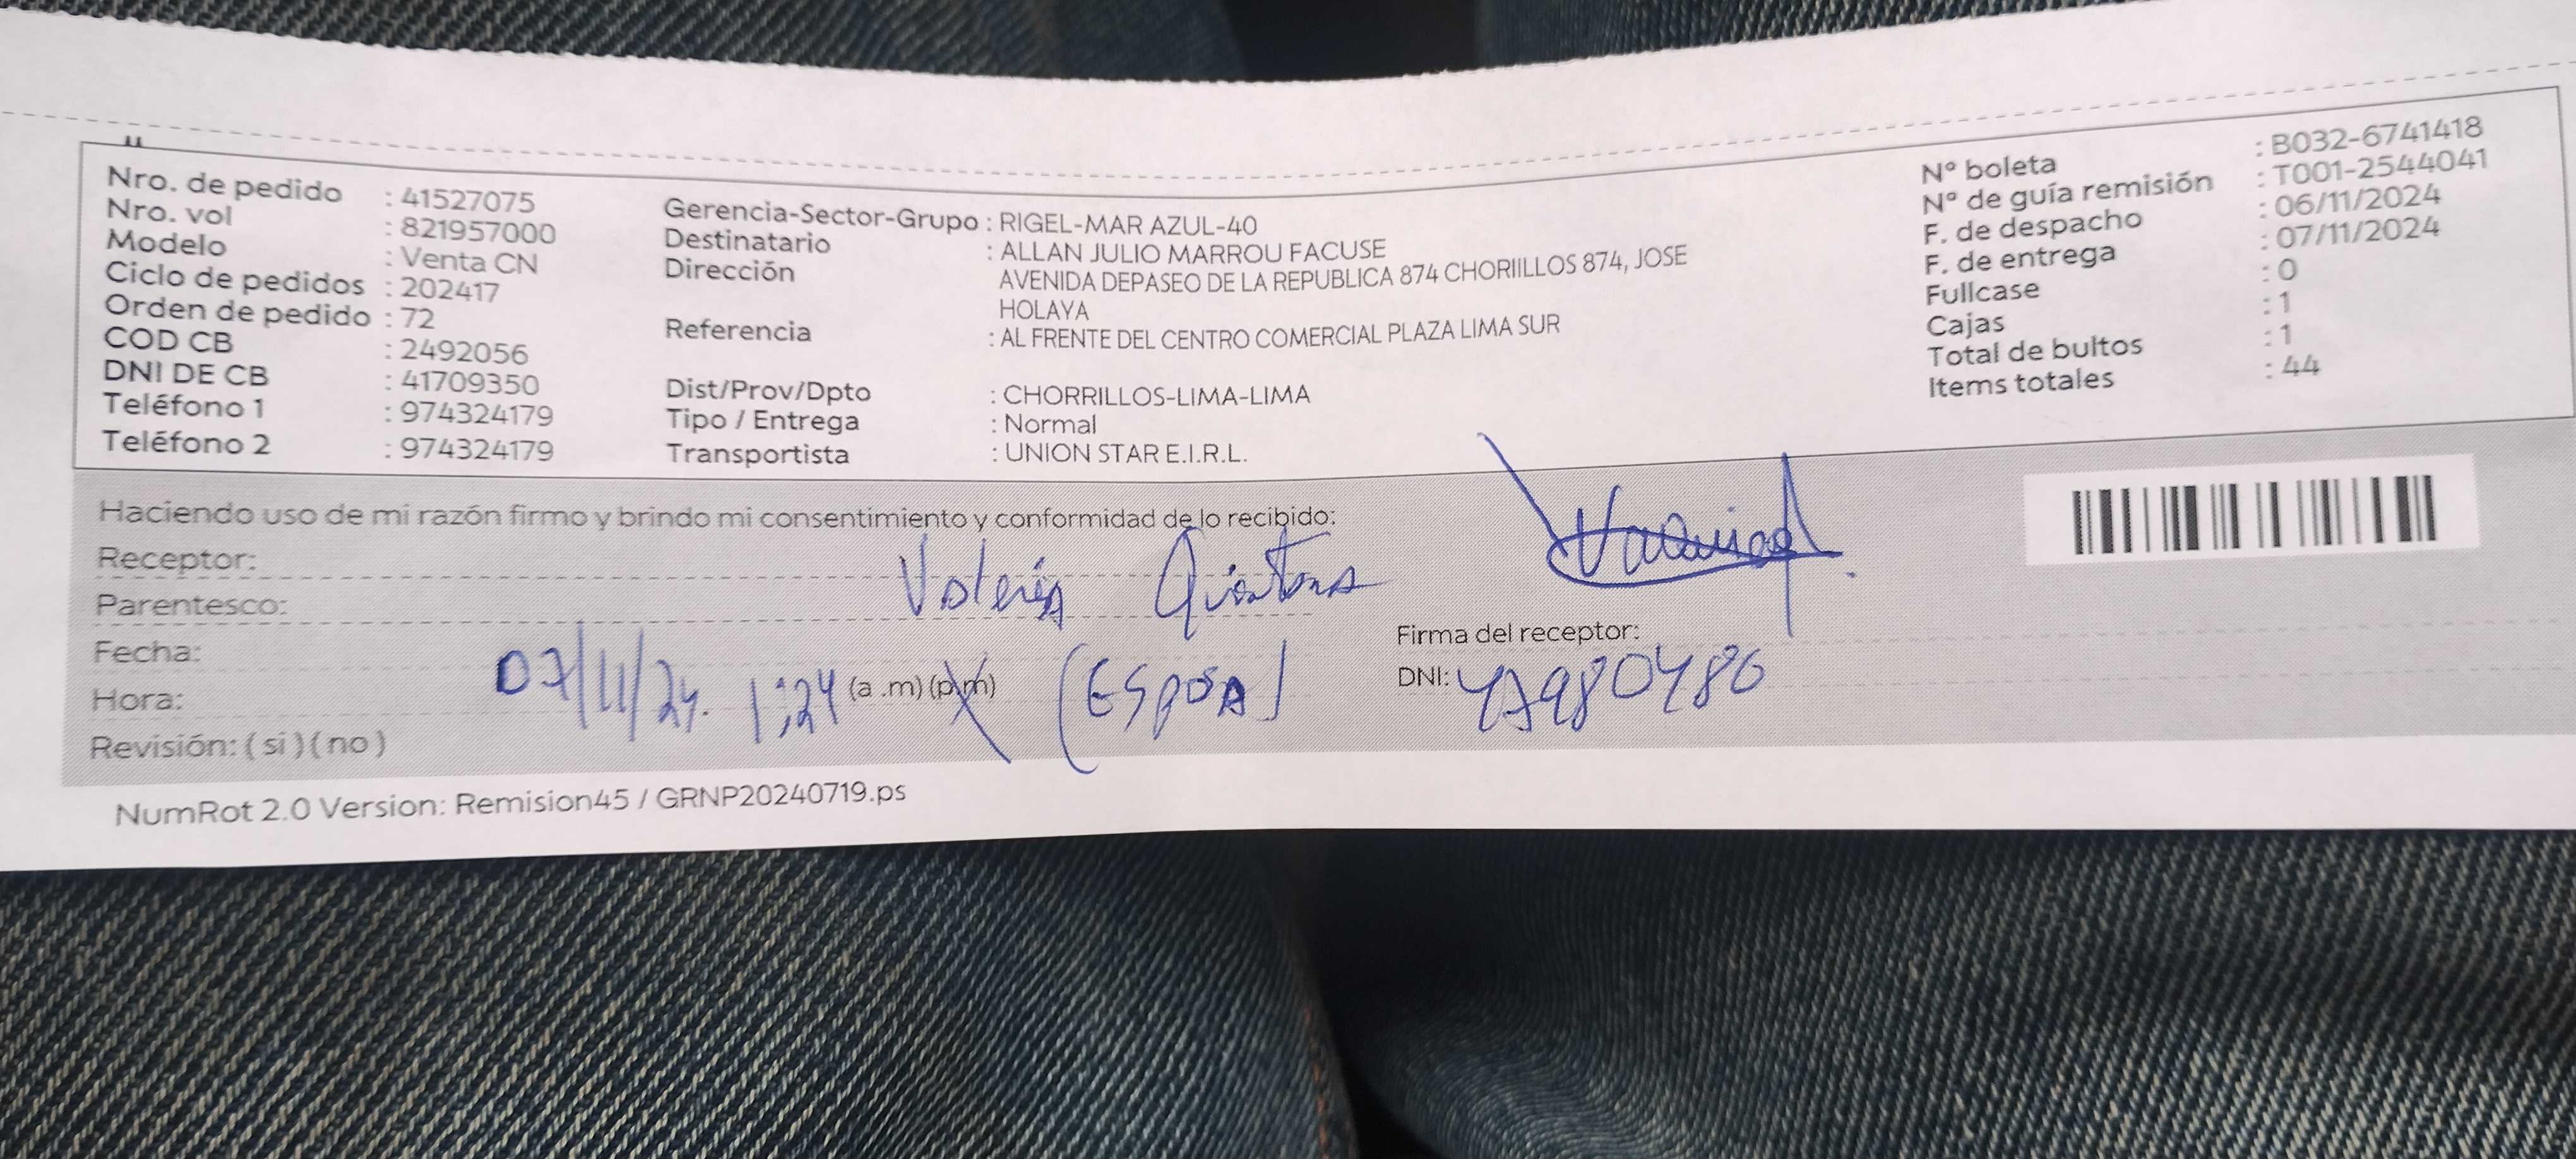 Nro. de pedido : 41527075
Nro. vol : 821957000
Modelo : Venta CN
Ciclo de pedidos : 202417
Orden de pedido : 72
COD CB : 2492056
DNI DE CB : 41709350
Teléfono 1 : 974324179
Teléfono 2 : 974324179
Gerencia-Sector-Grupo : RIGEL-MAR AZUL-40
Destinatario : ALLAN JULIO MARROU FACUSE
Dirección AVENIDA DEPASEO DE LA REPUBLICA 874 CHORIILLOS 874, JOSE
HOLAYA
Referencia : AL FRENTE DEL CENTRO COMERCIAL PLAZA LIMA SUR
Dist/Prov/Dpto : CHORRILLOS-LIMA-LIMA
Tipo / Entrega : Normal
Transportista : UNION STAR E.I.R.L.
Nº boleta : B032-6741418
Nº de guía remisión : T001-2544041
F. de despacho : 06/11/2024
F. de entrega : 07/11/2024
Fullcase : 0
Cajas : 1
Total de bultos : 1
Items totales : 44
Haciendo uso de mi razón firmo y brindo mi consentimiento y conformidad de lo recibido:
Receptor: Valeria Quintana
Parentesco:
Firma del receptor:
Fecha: 07/11/24.
Hora: 1:24 (a .m) (p.m) (Esposa)
DNI:
Revisión: ( si ) ( no )
NumRot 2.0 Version: Remision45 / GRNP20240719.ps